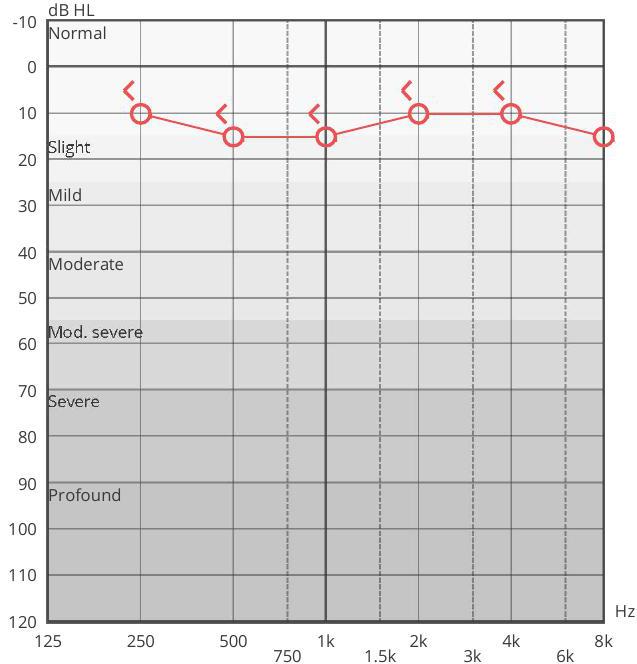 dB HL
-10
Normal
0
10
Slight
20
Mild
30
40
Moderate
50
Mod. severe
60
70
Severe
80
90
Profound
100
110
120
Hz
125 250 500 1k 2k 4k 8k
750 1.5k 3k 6k